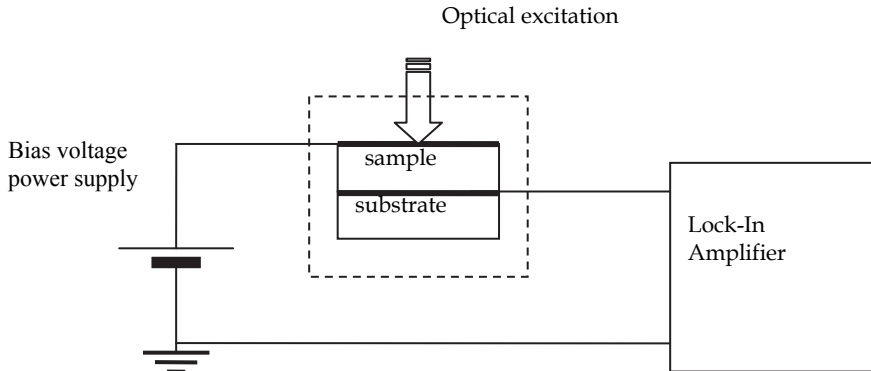 Optical excitation
Bias voltage
power supply
sample
substrate
Lock-In
Amplifier